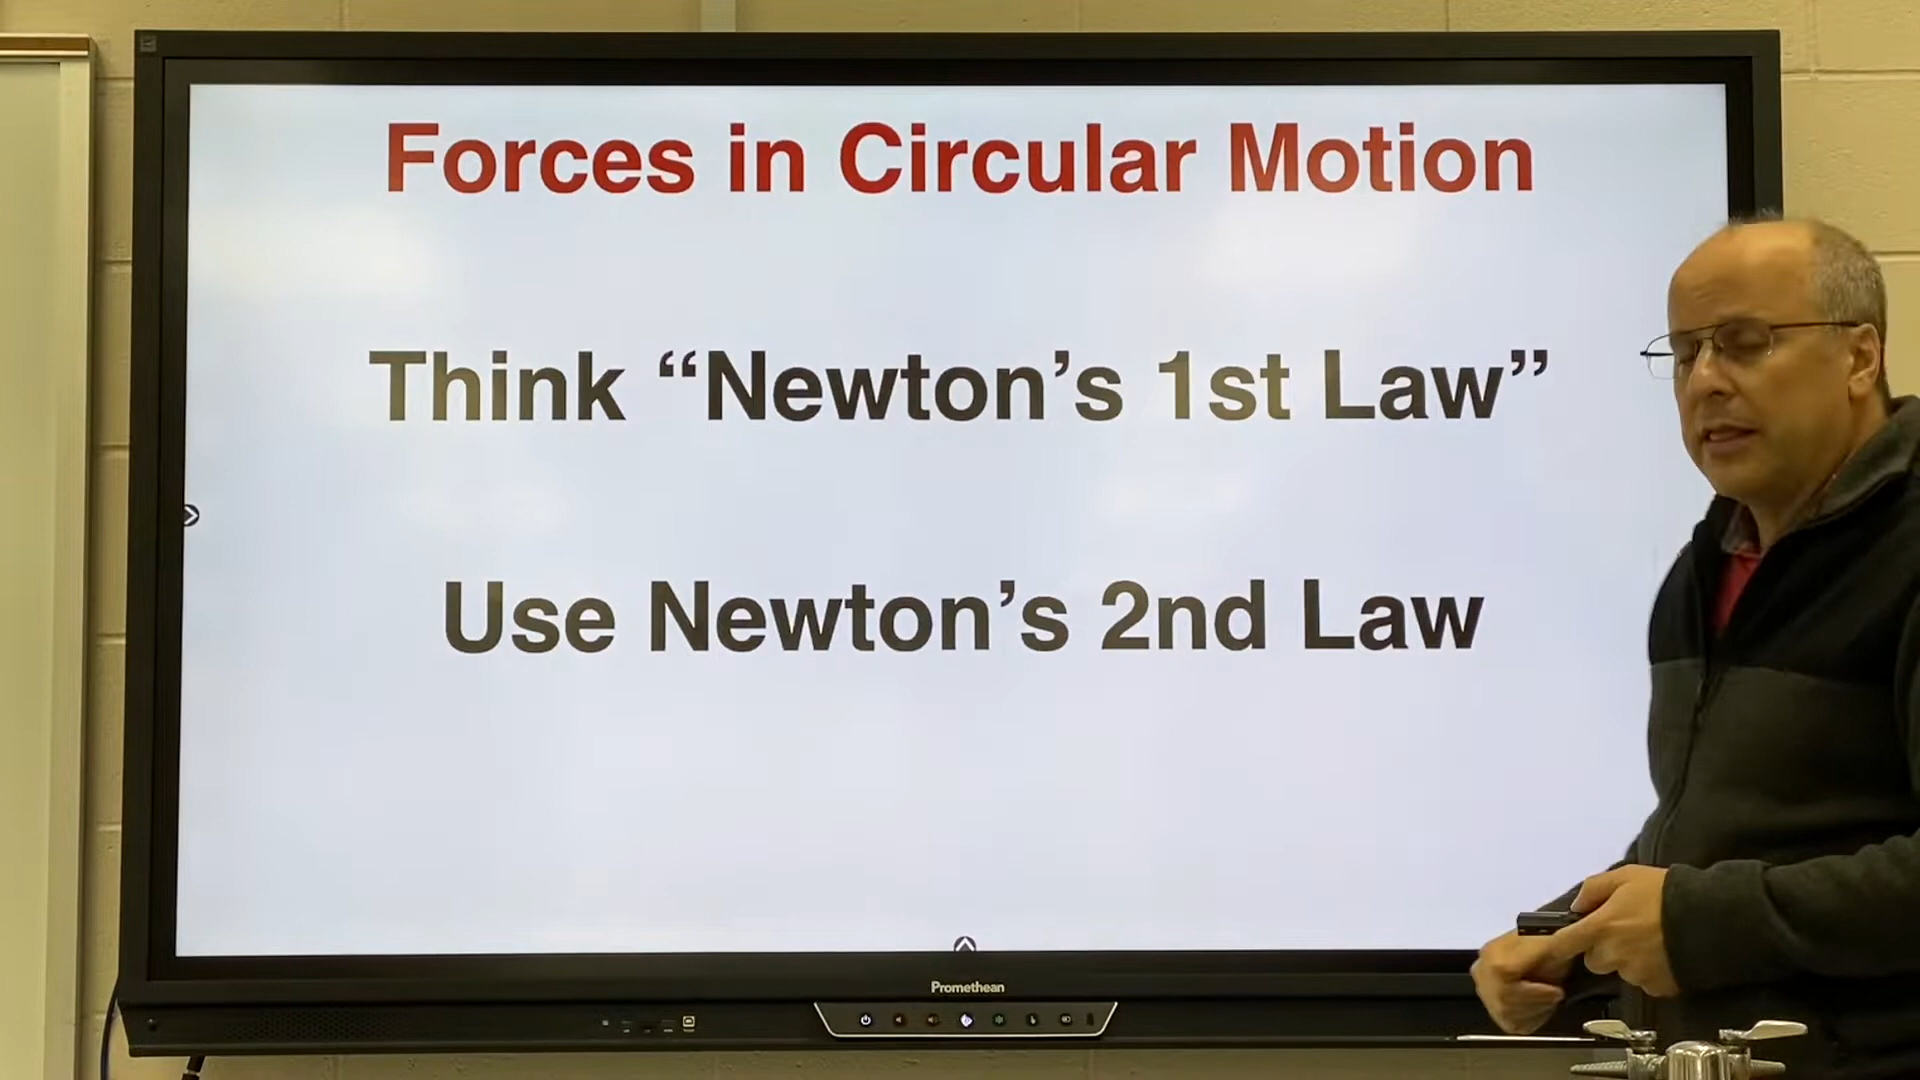 Forces in Circular Motion
Think “Newton’s 1st Law”
Use Newton’s 2nd Law
Promethean